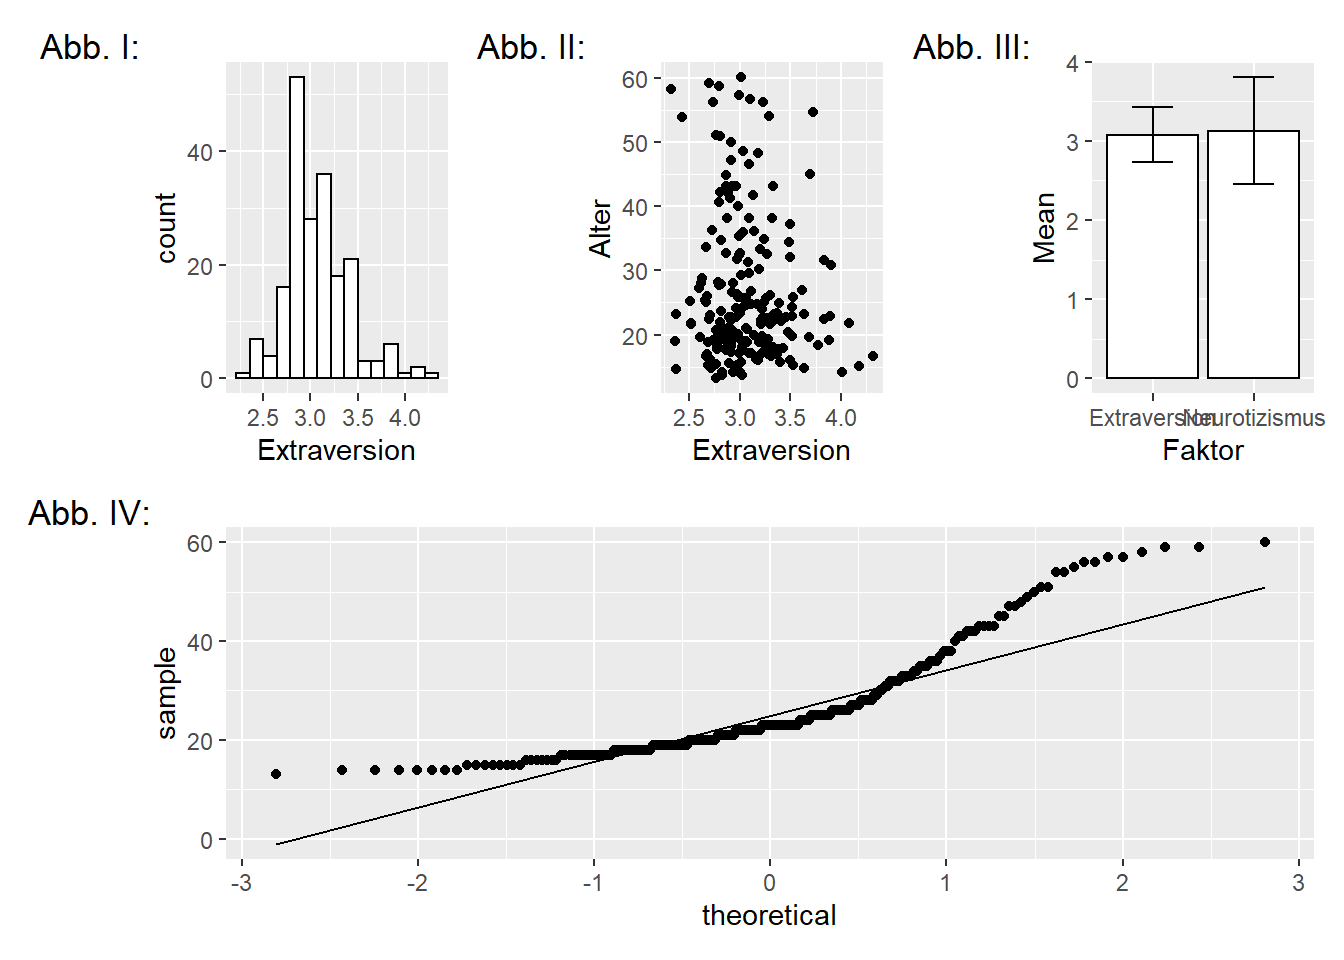 Abb. I:
count
40
20
0
2.5 3.0 3.5 4.0
Extraversion
Abb. II:
Alter
60
50
40
30
20
2.5 3.0 3.5 4.0
Extraversion
Abb. III:
Mean
4
3
2
1
0
Extraversion Neurotizismus
Faktor
Abb. IV:
sample
60
40
20
0
-3 -2 -1 0 1 2 3
theoretical